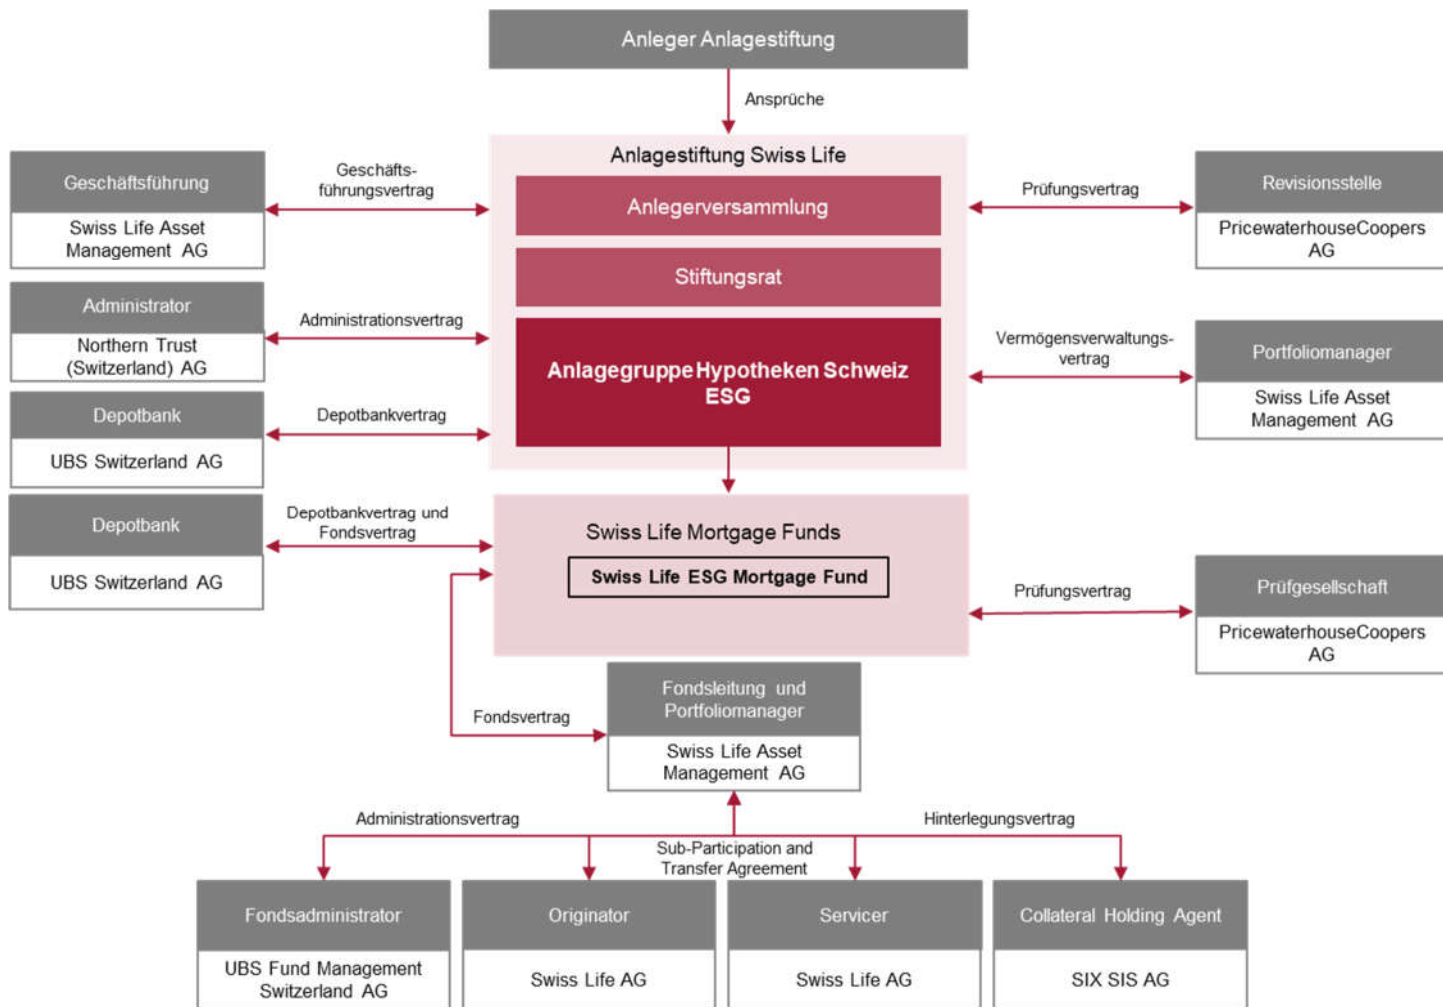 Anleger Anlagestiftung
Ansprüche
Anlagestiftung Swiss Life
Anlegerversammlung
Stiftungsrat
Anlagegruppe Hypotheken Schweiz
ESG
Geschäftsführung
Swiss Life Asset
Management AG
Geschäfts-
führungsvertrag
Administrator
Northern Trust
(Switzerland) AG
Administrationsvertrag
Depotbank
UBS Switzerland AG
Depotbankvertrag
Prüfungsvertrag
Revisionsstelle
PricewaterhouseCoopers
AG
Vermögensverwaltungs-
vertrag
Portfoliomanager
Swiss Life Asset
Management AG
Depotbank
UBS Switzerland AG
Depotbankvertrag und
Fondsvertrag
Swiss Life Mortgage Funds
Swiss Life ESG Mortgage Fund
Prüfungsvertrag
Prüfgesellschaft
PricewaterhouseCoopers
AG
Fondsvertrag
Fondsleitung und
Portfoliomanager
Swiss Life Asset
Management AG
Administrationsvertrag
Sub-Participation and
Transfer Agreement
Hinterlegungsvertrag
Fondsadministrator
UBS Fund Management
Switzerland AG
Originator
Swiss Life AG
Servicer
Swiss Life AG
Collateral Holding Agent
SIX SIS AG